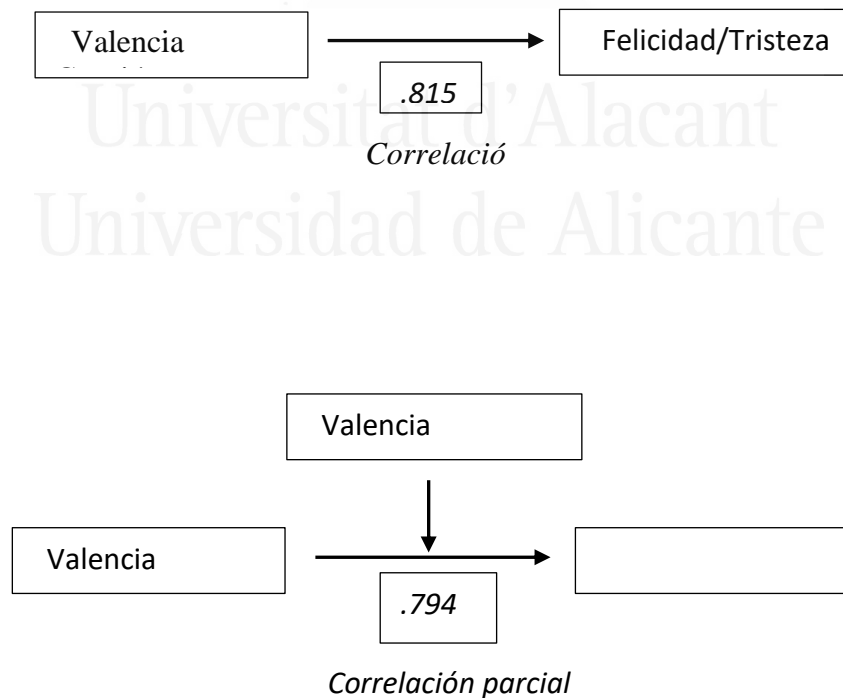 Valencia
Felicidad/Tristeza
.815
Universitat d'Alacant
Correlació
Universidad de Alicante
Valencia
Valencia
.794
Correlación parcial